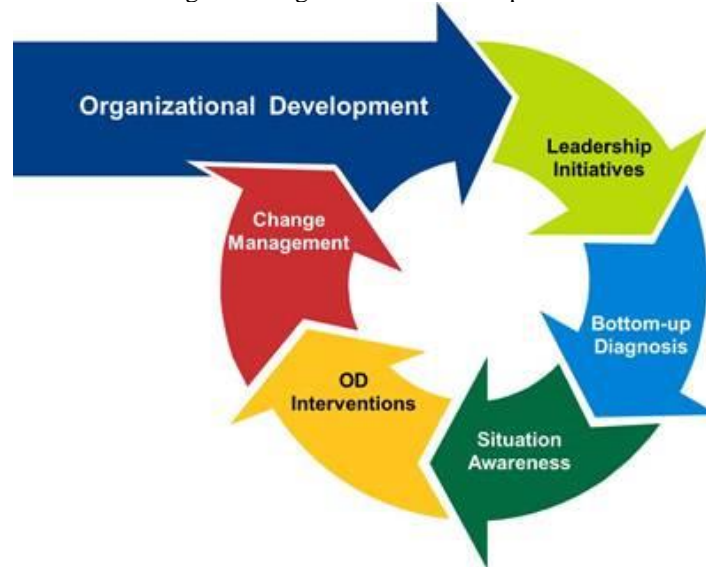 Organizational Development
Leadership
Initiatives
Bottom-up
Diagnosis
Situation
Awareness
OD
Interventions
Change
Management